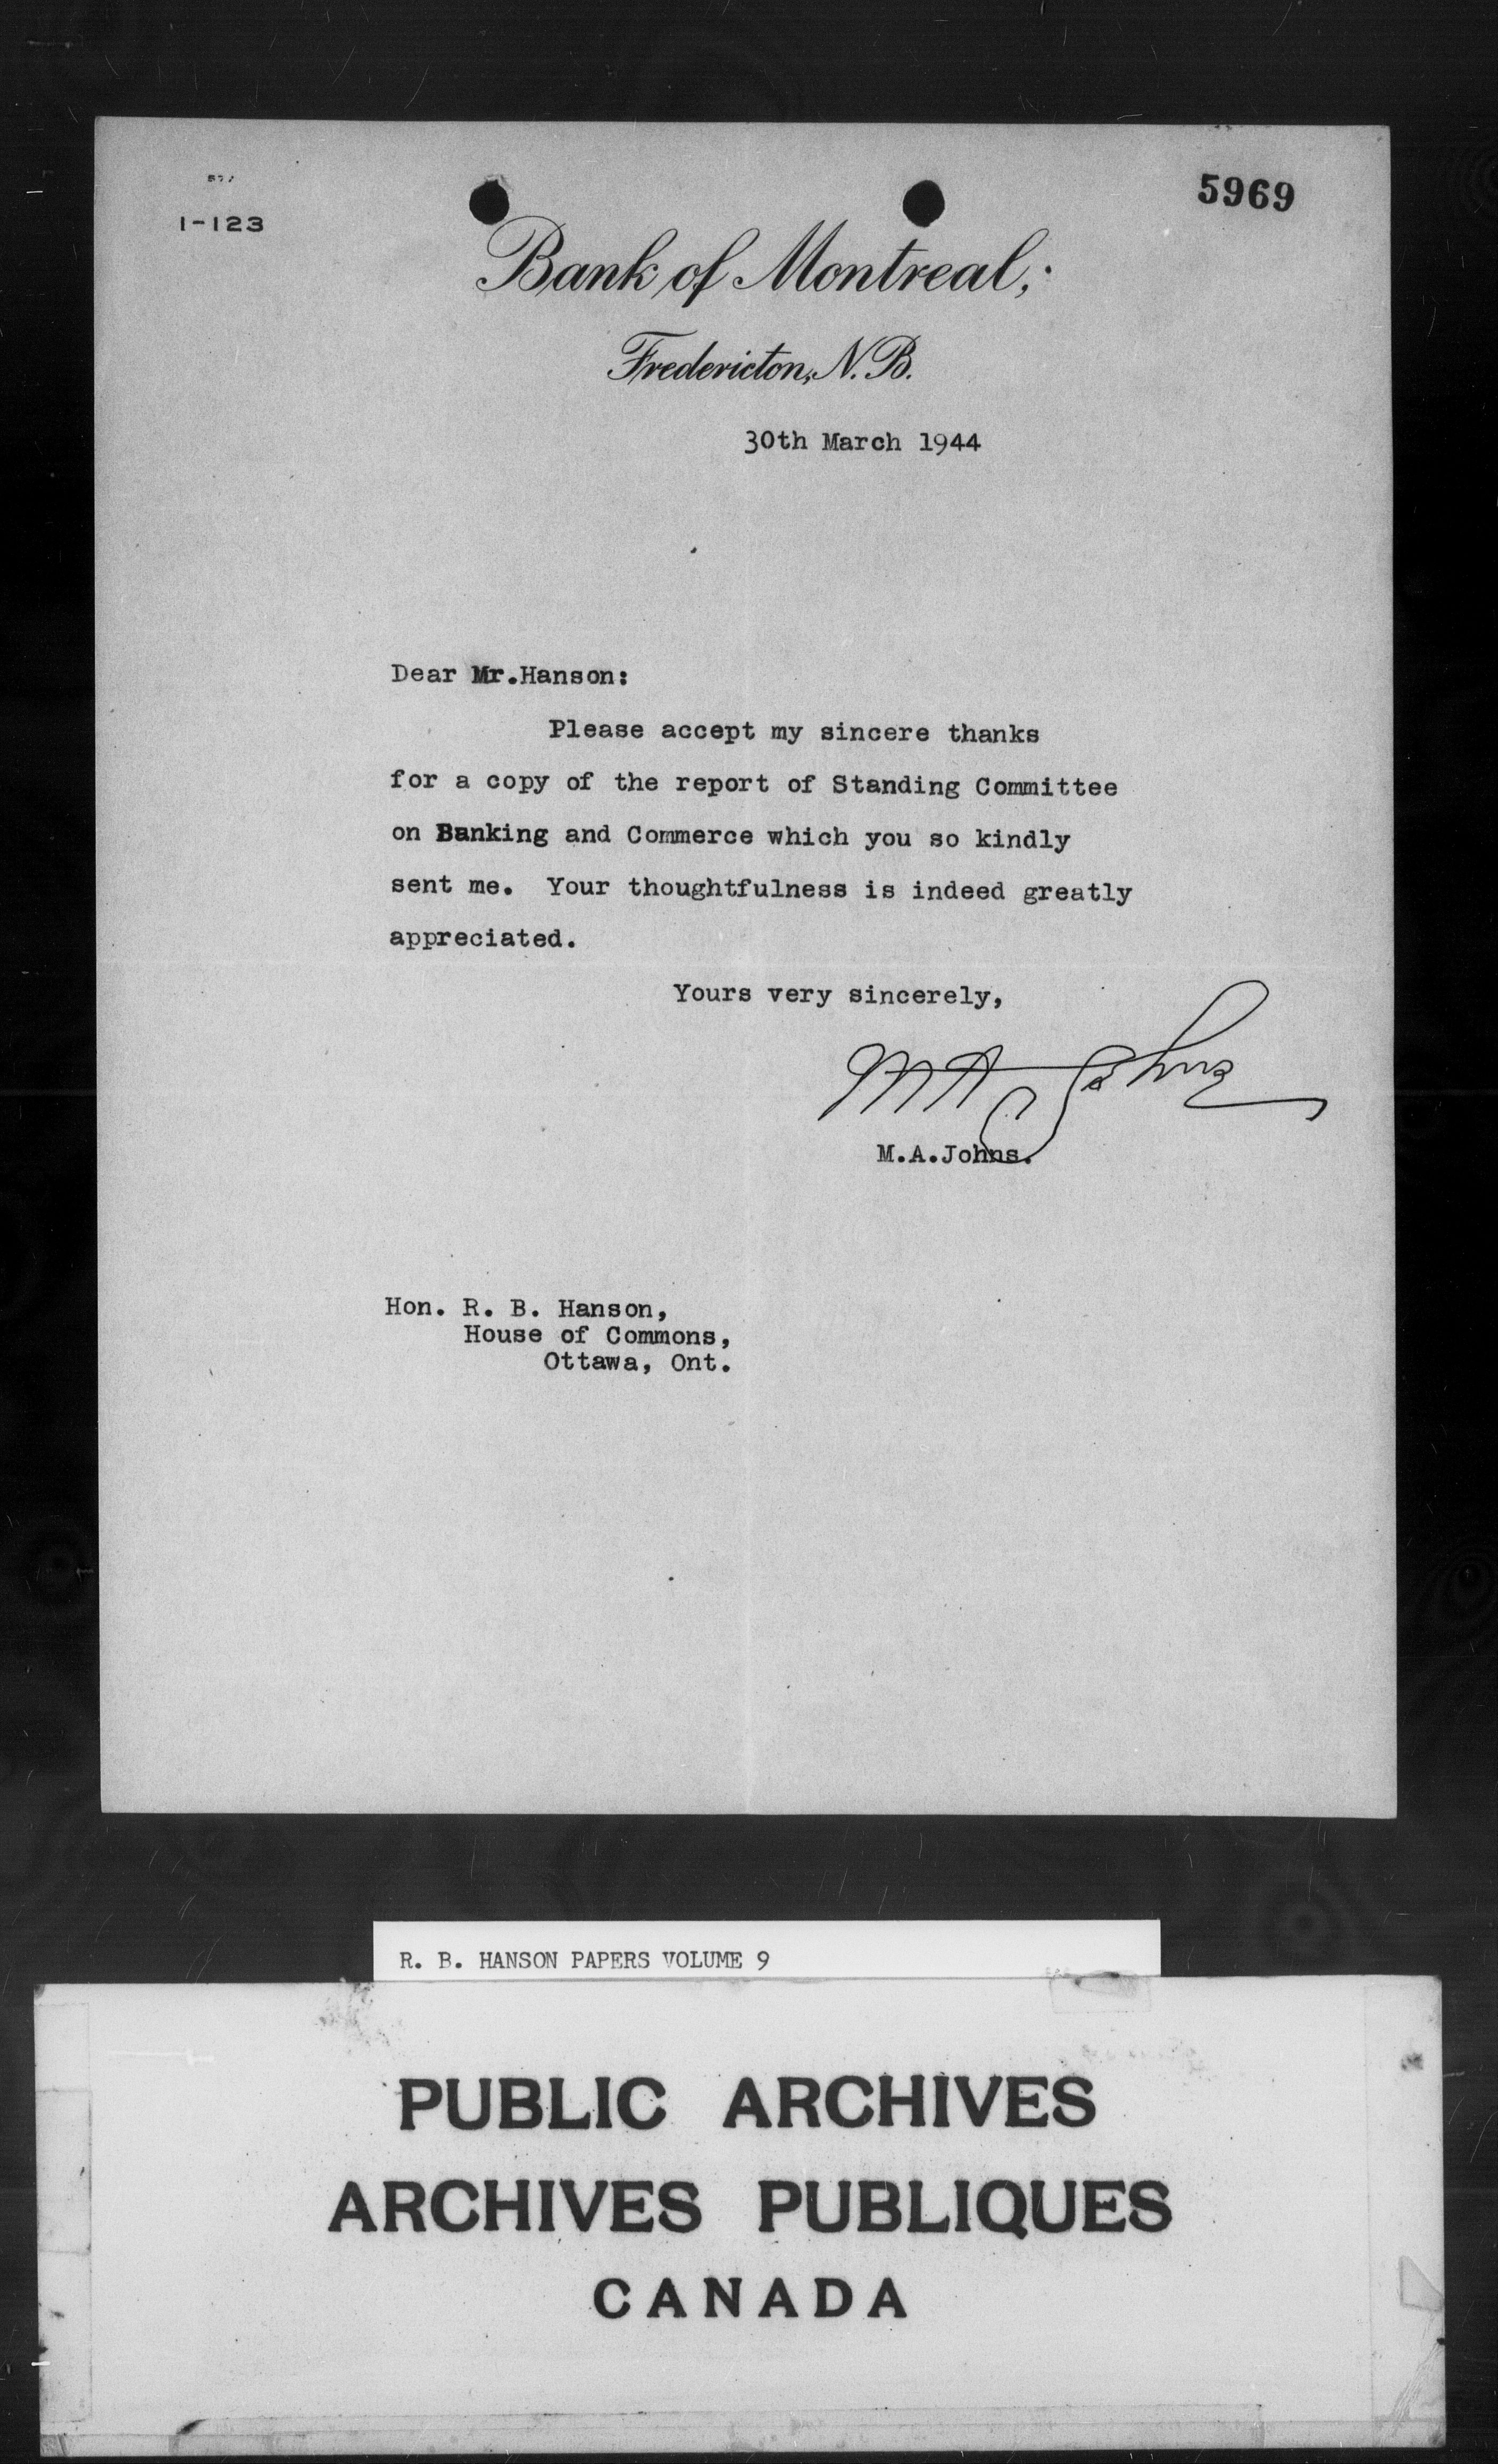 1-123
5969
Bank of Montreal,
Fredericton, N.B.
30th March 1944
Dear Mr.Hanson:
Please accept my sincere thanks
for a copy of the report of Standing Committee
on Banking and Commerce which you so kindly
sent me. Your thoughtfulness is indeed greatly
appreciated.
Yours very sincerely,
M A Johns
M.A.Johns.
Hon. R. B. Hanson,
House of Commons,
Ottawa, Ont.
R. B. HANSON PAPERS VOLUME 9
PUBLIC ARCHIVES
ARCHIVES PUBLIQUES
CANADA